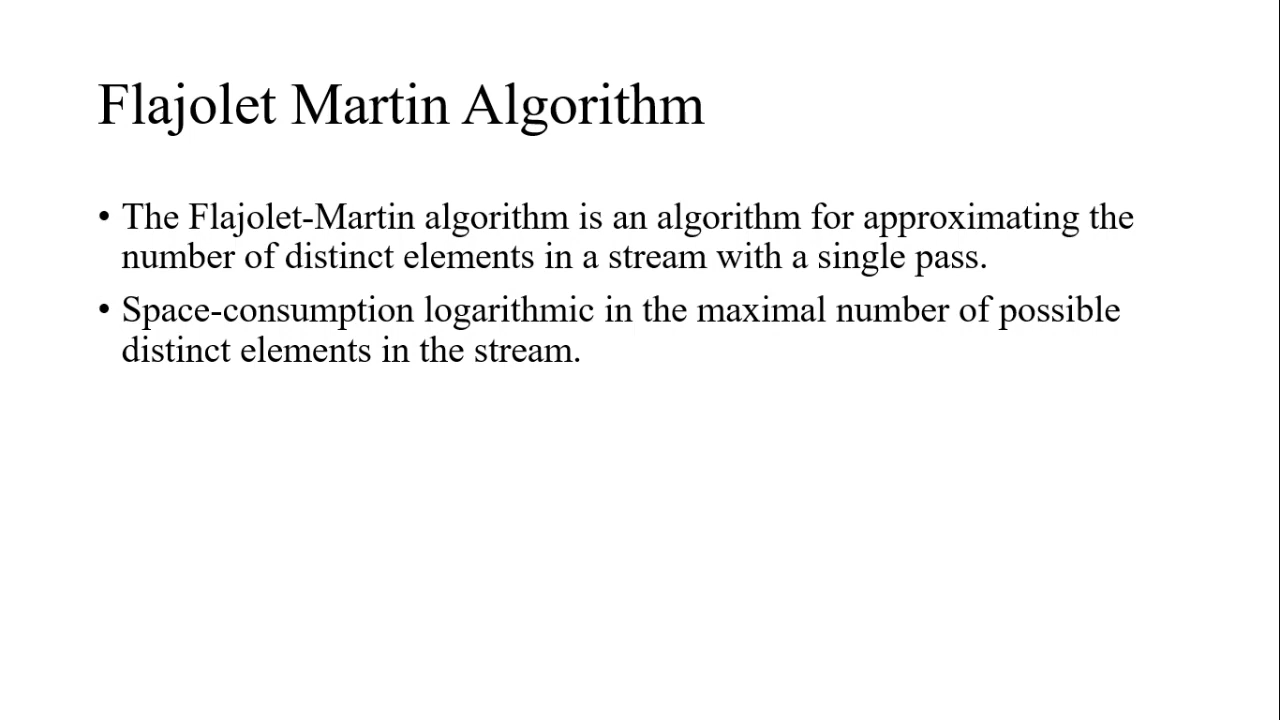 Flajolet Martin Algorithm
• The Flajolet-Martin algorithm is an algorithm for approximating the
number of distinct elements in a stream with a single pass.
• Space-consumption logarithmic in the maximal number of possible
distinct elements in the stream.